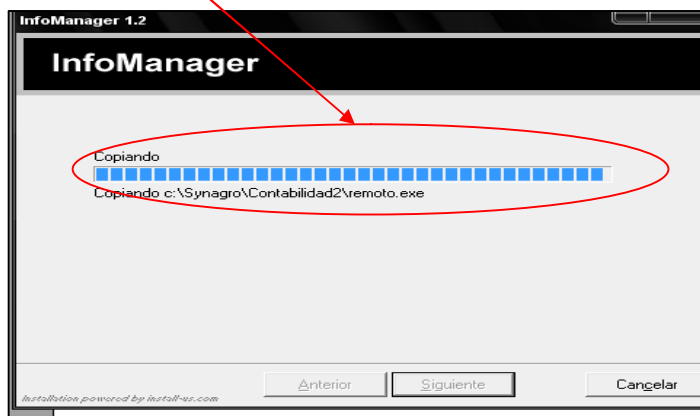 InfoManager 1.2
InfoManager
Copiando
Copiando c:\Synagro\Contabilidad2\remoto.exe
Anterior
Siguiente
Cancelar
Installation powered by install-us.com